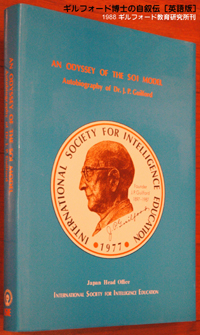 ギルフォード博士の自叙伝［英語版］
1988 ギルフォード教育研究所刊
AN ODYSSEY OF THE SOI MODEL
Autobiography of Dr. J. P. Guilford
INTERNATIONAL SOCIETY FOR INTELLIGENCE EDUCATION
1977
Japan Head Office
INTERNATIONAL SOCIETY FOR INTELLIGENCE EDUCATION
AN ODYSSEY OF THE SOI MODEL